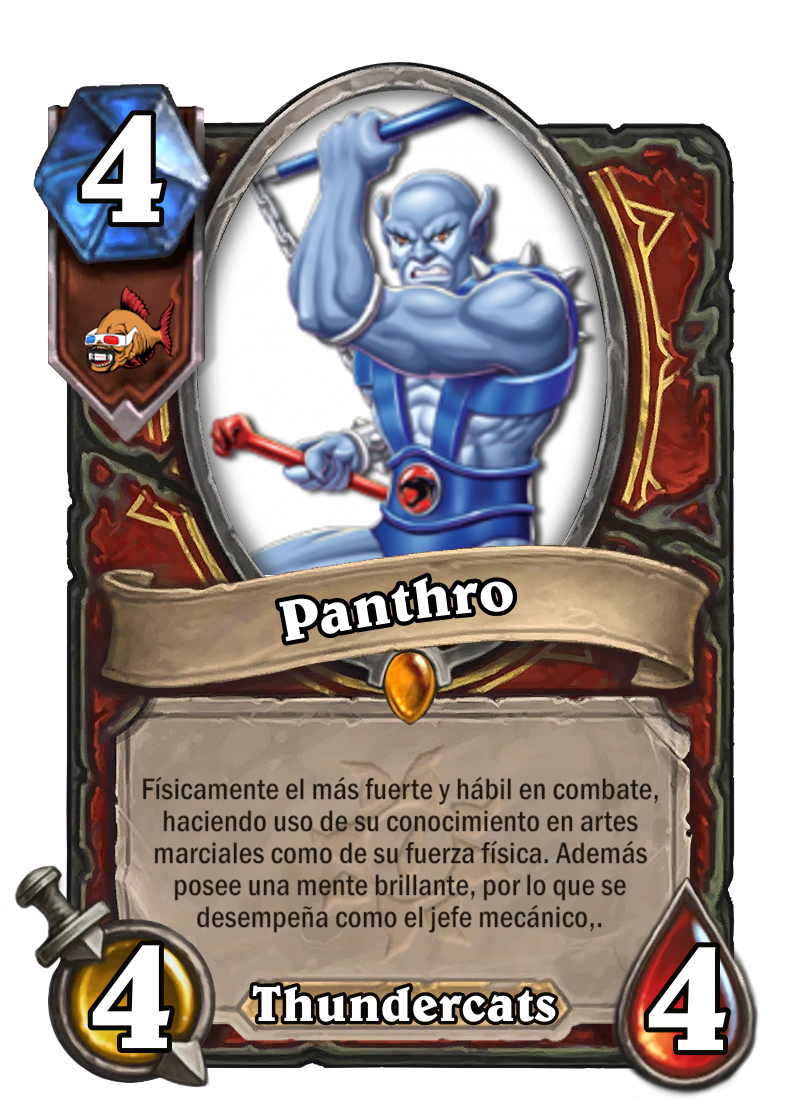 4
Panthro
Físicamente el más fuerte y hábil en combate,
haciendo uso de su conocimiento en artes
marciales como de su fuerza física. Además
posee una mente brillante, por lo que se
desempeña como el jefe mecánico,.
4
Thundercats
4